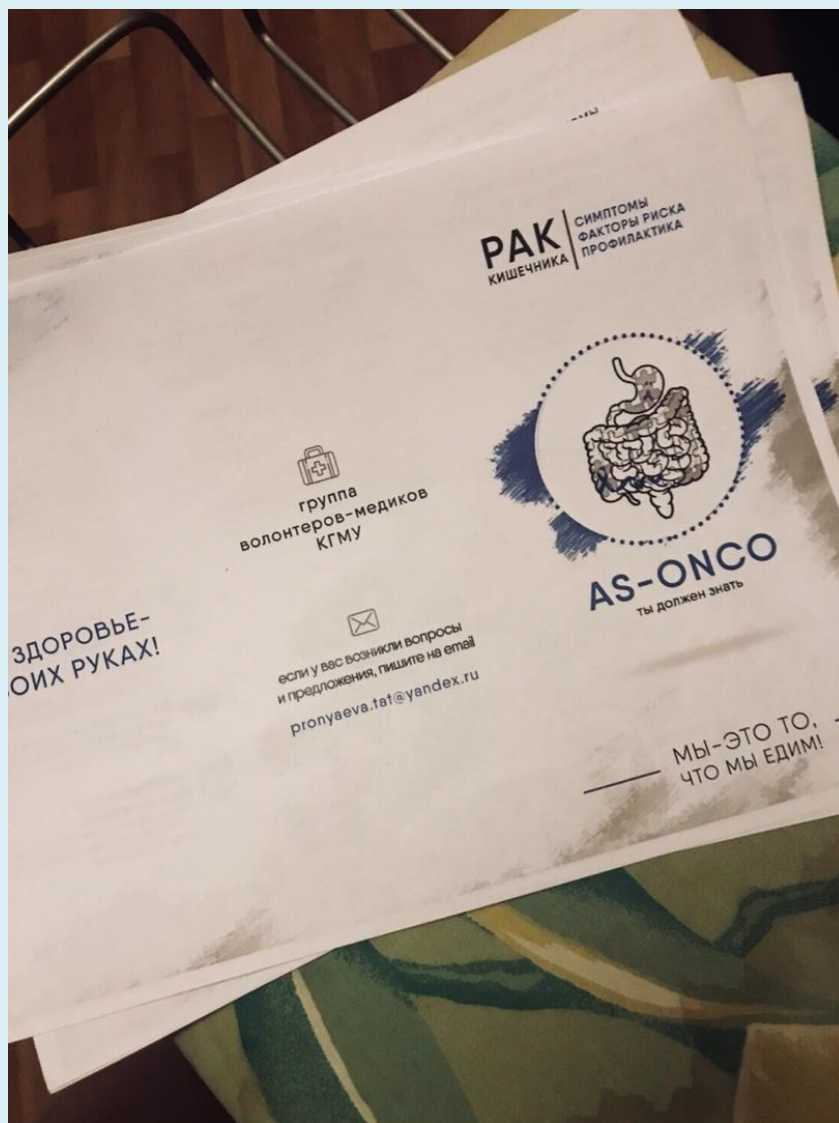 РАК
КИШЕЧНИКА
СИМПТОМЫ
ФАКТОРЫ РИСКА
ПРОФИЛАКТИКА
группа
волонтеров-медиков
КГМУ
AS-ONCO
ты должен знать
ЗДОРОВЬЕ-
ОИХ РУКАХ!
если у вас возникли вопросы
и предложения, пишите на email
pronyaeva.tat@yandex.ru
МЫ-ЭТО ТО,
ЧТО МЫ ЕДИМ!